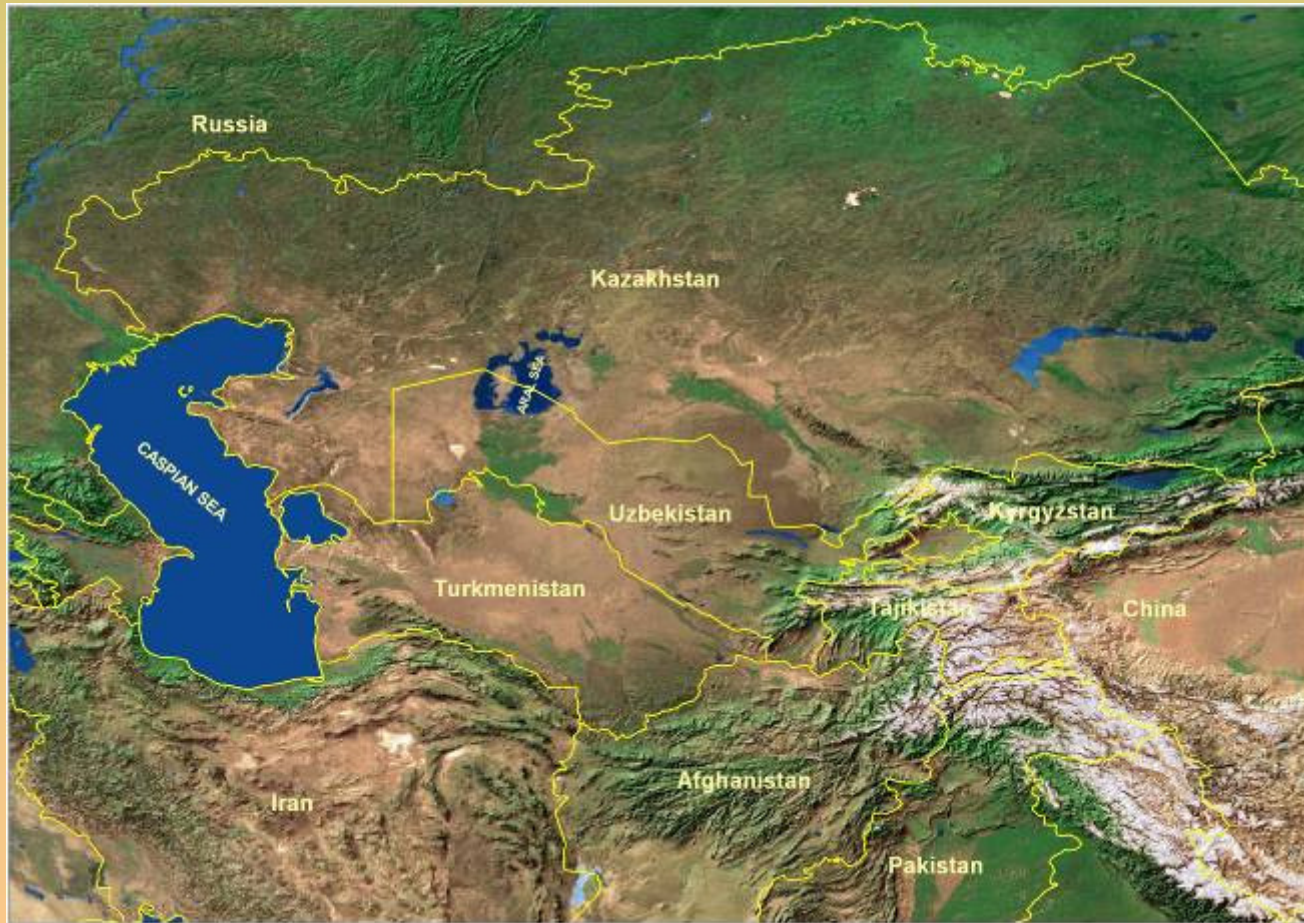 Russia
Kazakhstan
ARAL SEA
CASPIAN SEA
Uzbekistan
Kyrgyzstan
Turkmenistan
Tajikistan
China
Afghanistan
Iran
Pakistan